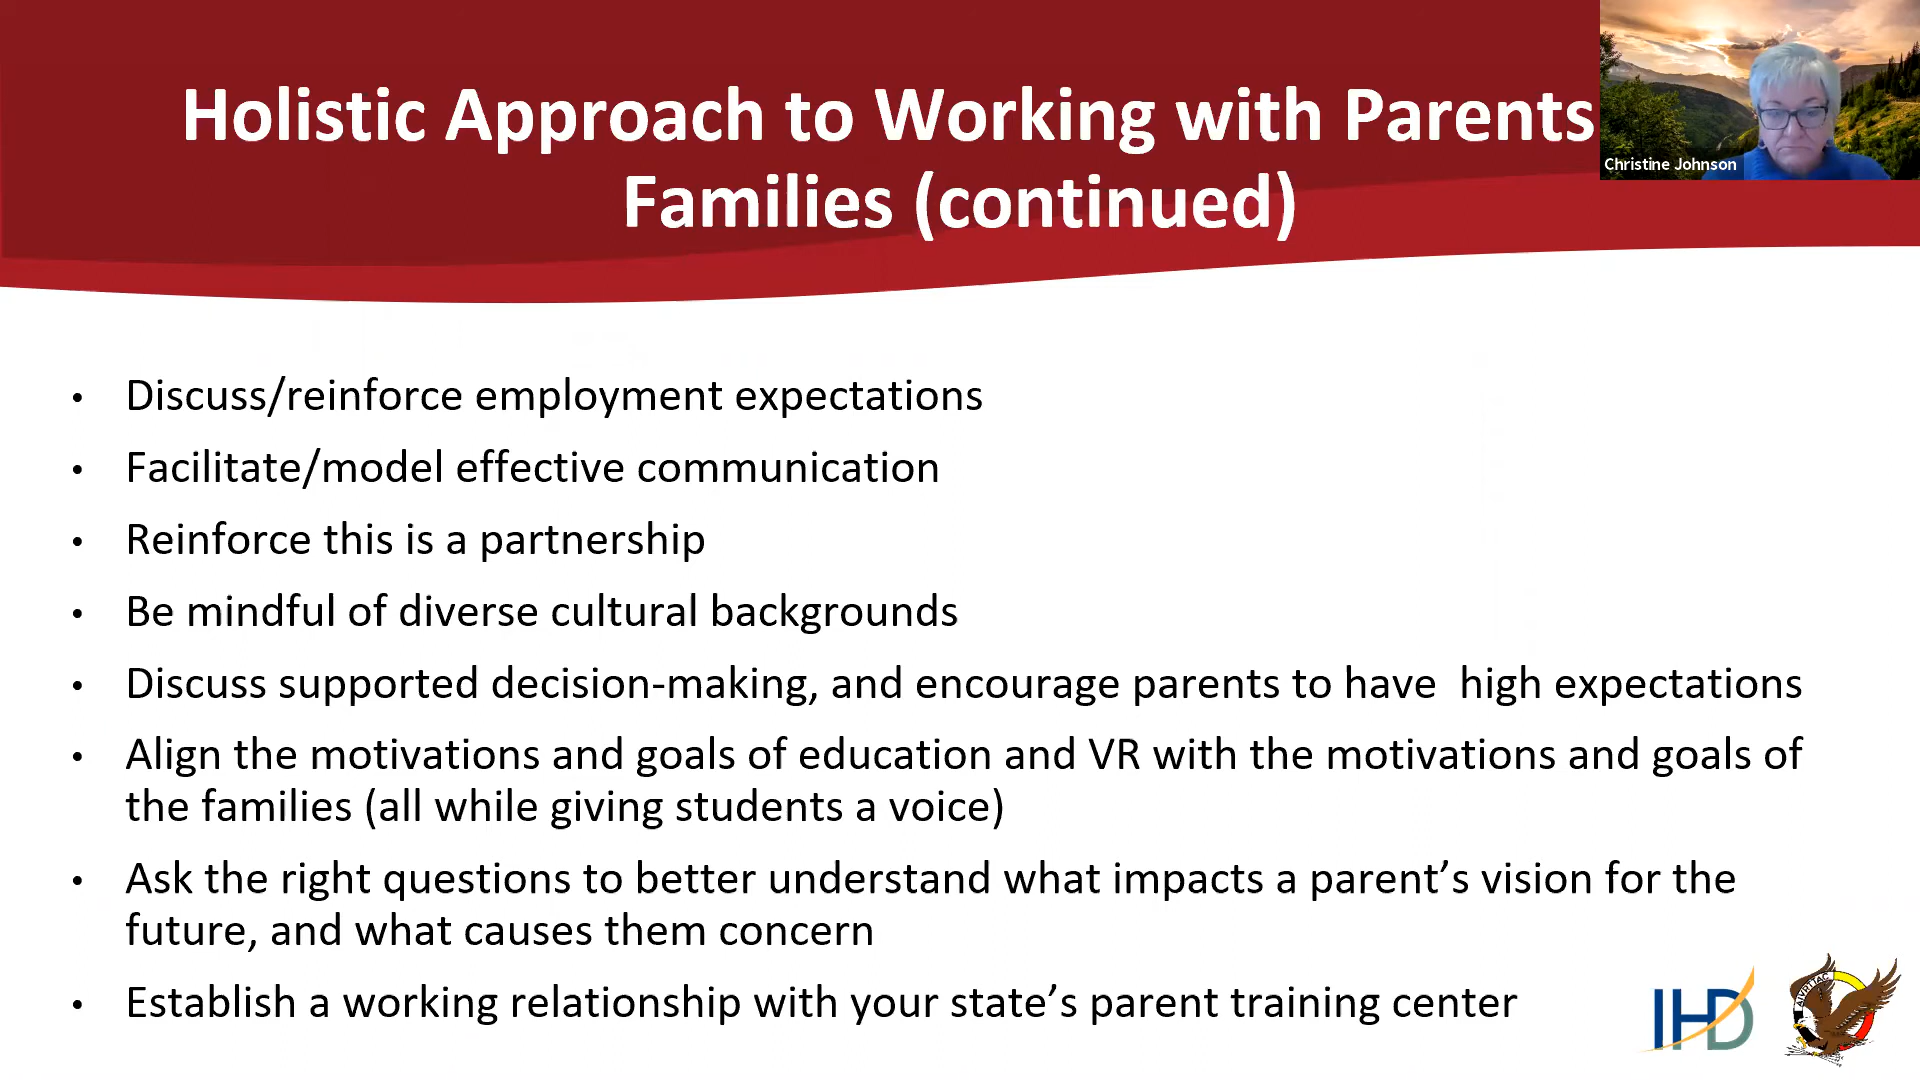 Holistic Approach to Working with Parents
Families (continued)
Christine Johnson
• Discuss/reinforce employment expectations
• Facilitate/model effective communication
• Reinforce this is a partnership
• Be mindful of diverse cultural backgrounds
• Discuss supported decision-making, and encourage parents to have  high expectations
• Align the motivations and goals of education and VR with the motivations and goals of
the families (all while giving students a voice)
• Ask the right questions to better understand what impacts a parent’s vision for the
future, and what causes them concern
• Establish a working relationship with your state’s parent training center
IHD
AIVRTTAC